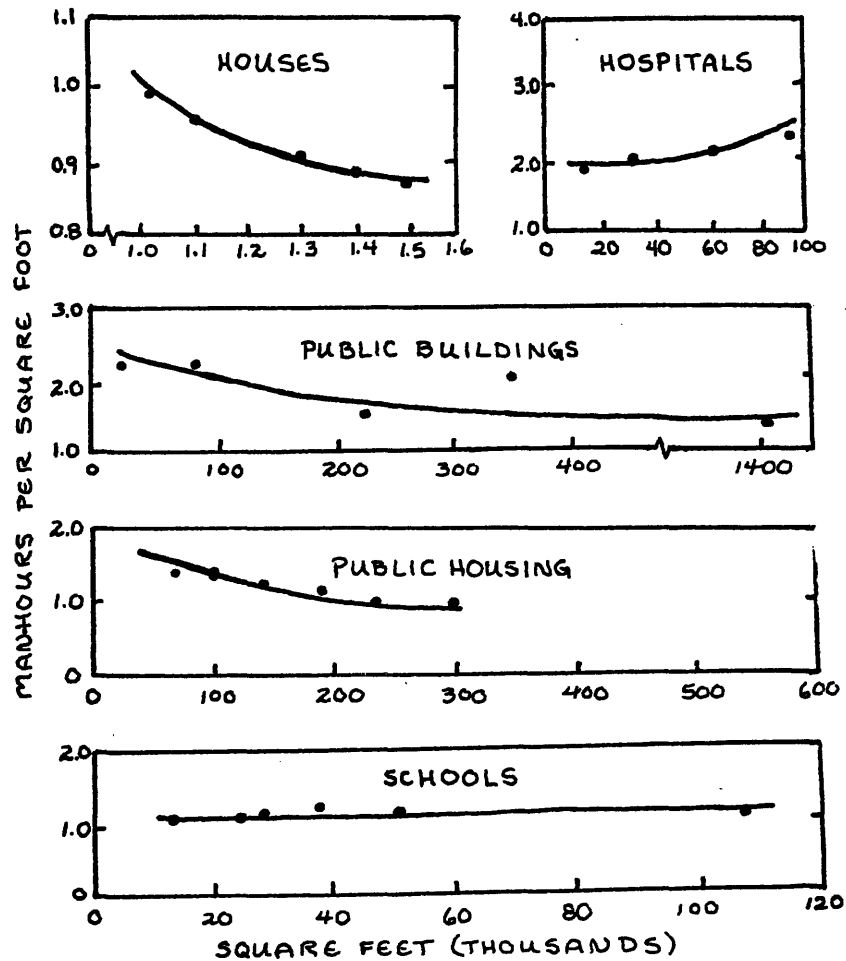 HOUSES
1.1
1.0
0.9
0.8
0 1.0 1.1 1.2 1.3 1.4 1.5 1.6
HOSPITALS
4.0
3.0
2.0
1.0
0 20 40 60 80 100
MANHOURS PER SQUARE FOOT
PUBLIC BUILDINGS
3.0
2.0
1.0
0 100 200 300 400 1400
PUBLIC HOUSING
2.0
1.0
0
0 100 200 300 400 500 600
SCHOOLS
2.0
1.0
0
0 20 40 60 80 100 120
SQUARE FEET (THOUSANDS)